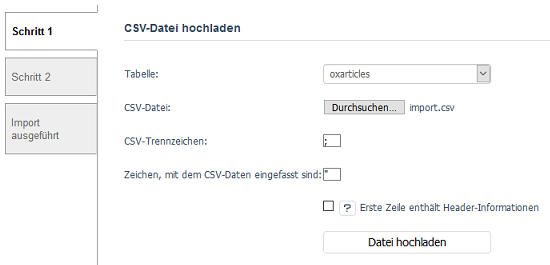 Schritt 1
Schritt 2
Import
ausgeführt
CSV-Datei hochladen
Tabelle: oxarticles
CSV-Datei: Durchsuchen... import.csv
CSV-Trennzeichen: ;
Zeichen, mit dem CSV-Daten eingefasst sind: "
? Erste Zeile enthält Header-Informationen
Datei hochladen